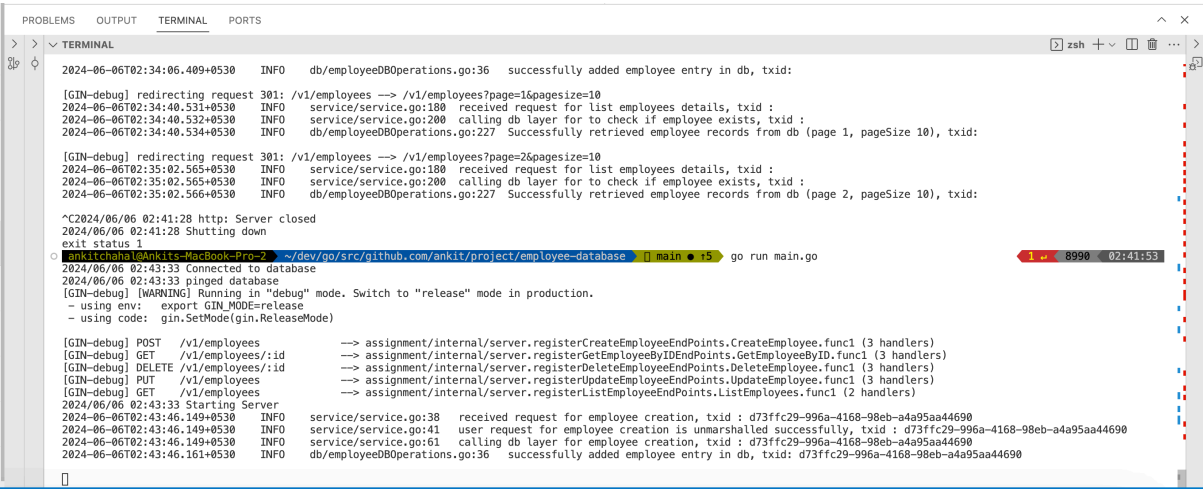 PROBLEMS OUTPUT TERMINAL PORTS
TERMINAL zsh
2024-06-06T02:34:06.409+0530 INFO db/employeeDBOperations.go:36 successfully added employee entry in db, txid:
[GIN-debug] redirecting request 301: /v1/employees --> /v1/employees?page=1&pagesize=10
2024-06-06T02:34:40.531+0530 INFO service/service.go:180 received request for list employees details, txid :
2024-06-06T02:34:40.532+0530 INFO service/service.go:200 calling db layer for to check if employee exists, txid :
2024-06-06T02:34:40.534+0530 INFO db/employeeDBOperations.go:227 Successfully retrieved employee records from db (page 1, pageSize 10), txid:
[GIN-debug] redirecting request 301: /v1/employees --> /v1/employees?page=2&pagesize=10
2024-06-06T02:35:02.565+0530 INFO service/service.go:180 received request for list employees details, txid :
2024-06-06T02:35:02.565+0530 INFO service/service.go:200 calling db layer for to check if employee exists, txid :
2024-06-06T02:35:02.566+0530 INFO db/employeeDBOperations.go:227 Successfully retrieved employee records from db (page 2, pageSize 10), txid:
^C2024/06/06 02:41:28 http: Server closed
2024/06/06 02:41:28 Shutting down
exit status 1
ankitchahal@Ankits-MacBook-Pro-2 ~/dev/go/src/github.com/ankit/project/employee-database main ● ↑5 go run main.go 1 ↵ 8990 02:41:53
2024/06/06 02:43:33 Connected to database
2024/06/06 02:43:33 pinged database
[GIN-debug] [WARNING] Running in "debug" mode. Switch to "release" mode in production.
- using env: export GIN_MODE=release
- using code: gin.SetMode(gin.ReleaseMode)
[GIN-debug] POST /v1/employees --> assignment/internal/server.registerCreateEmployeeEndPoints.CreateEmployee.func1 (3 handlers)
[GIN-debug] GET /v1/employees/:id --> assignment/internal/server.registerGetEmployeeByIDEndPoints.GetEmployeeByID.func1 (3 handlers)
[GIN-debug] DELETE /v1/employees/:id --> assignment/internal/server.registerDeleteEmployeeEndPoints.DeleteEmployee.func1 (3 handlers)
[GIN-debug] PUT /v1/employees --> assignment/internal/server.registerUpdateEmployeeEndPoints.UpdateEmployee.func1 (3 handlers)
[GIN-debug] GET /v1/employees --> assignment/internal/server.registerListEmployeeEndPoints.ListEmployees.func1 (2 handlers)
2024/06/06 02:43:33 Starting Server
2024-06-06T02:43:46.149+0530 INFO service/service.go:38 received request for employee creation, txid : d73ffc29-996a-4168-98eb-a4a95aa44690
2024-06-06T02:43:46.149+0530 INFO service/service.go:41 user request for employee creation is unmarshalled successfully, txid : d73ffc29-996a-4168-98eb-a4a95aa44690
2024-06-06T02:43:46.149+0530 INFO service/service.go:61 calling db layer for employee creation, txid : d73ffc29-996a-4168-98eb-a4a95aa44690
2024-06-06T02:43:46.161+0530 INFO db/employeeDBOperations.go:36 successfully added employee entry in db, txid: d73ffc29-996a-4168-98eb-a4a95aa44690